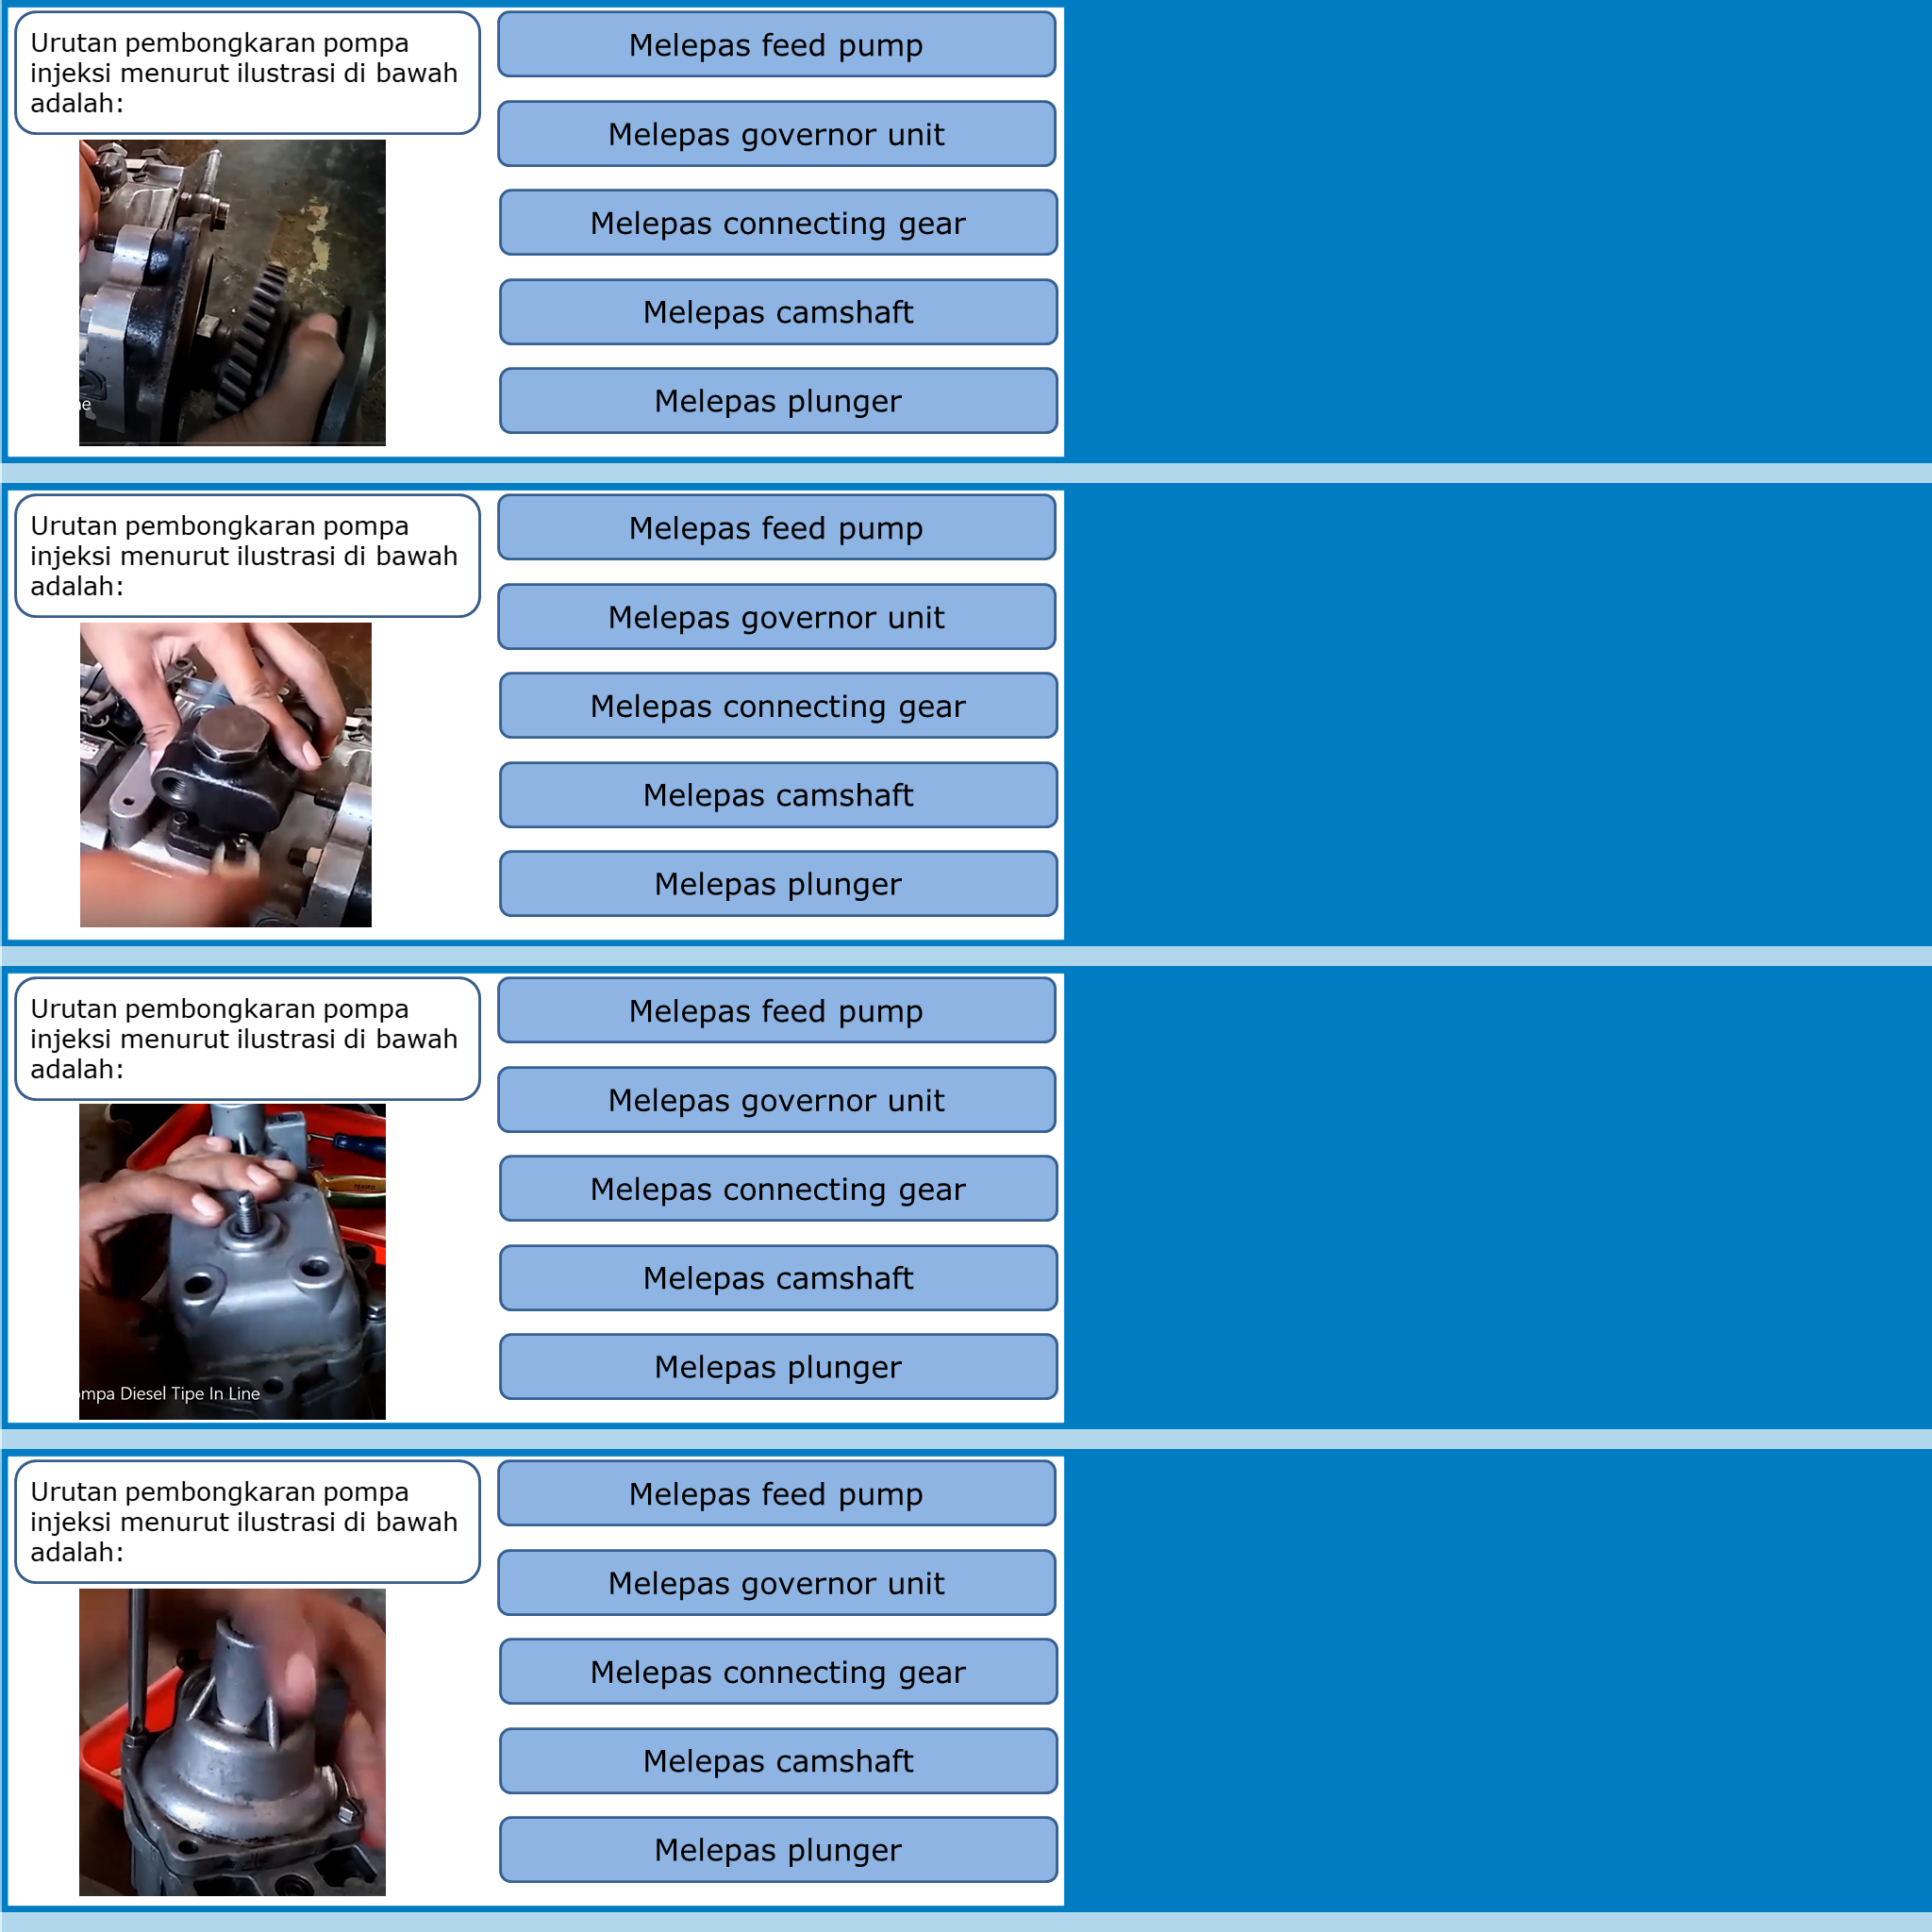 Urutan pembongkaran pompa
injeksi menurut ilustrasi di bawah
adalah:
Melepas feed pump
Melepas governor unit
Melepas connecting gear
Melepas camshaft
Melepas plunger
Urutan pembongkaran pompa
injeksi menurut ilustrasi di bawah
adalah:
Melepas feed pump
Melepas governor unit
Melepas connecting gear
Melepas camshaft
Melepas plunger
Urutan pembongkaran pompa
injeksi menurut ilustrasi di bawah
adalah:
ompa Diesel Tipe In Line
Melepas feed pump
Melepas governor unit
Melepas connecting gear
Melepas camshaft
Melepas plunger
Urutan pembongkaran pompa
injeksi menurut ilustrasi di bawah
adalah:
Melepas feed pump
Melepas governor unit
Melepas connecting gear
Melepas camshaft
Melepas plunger